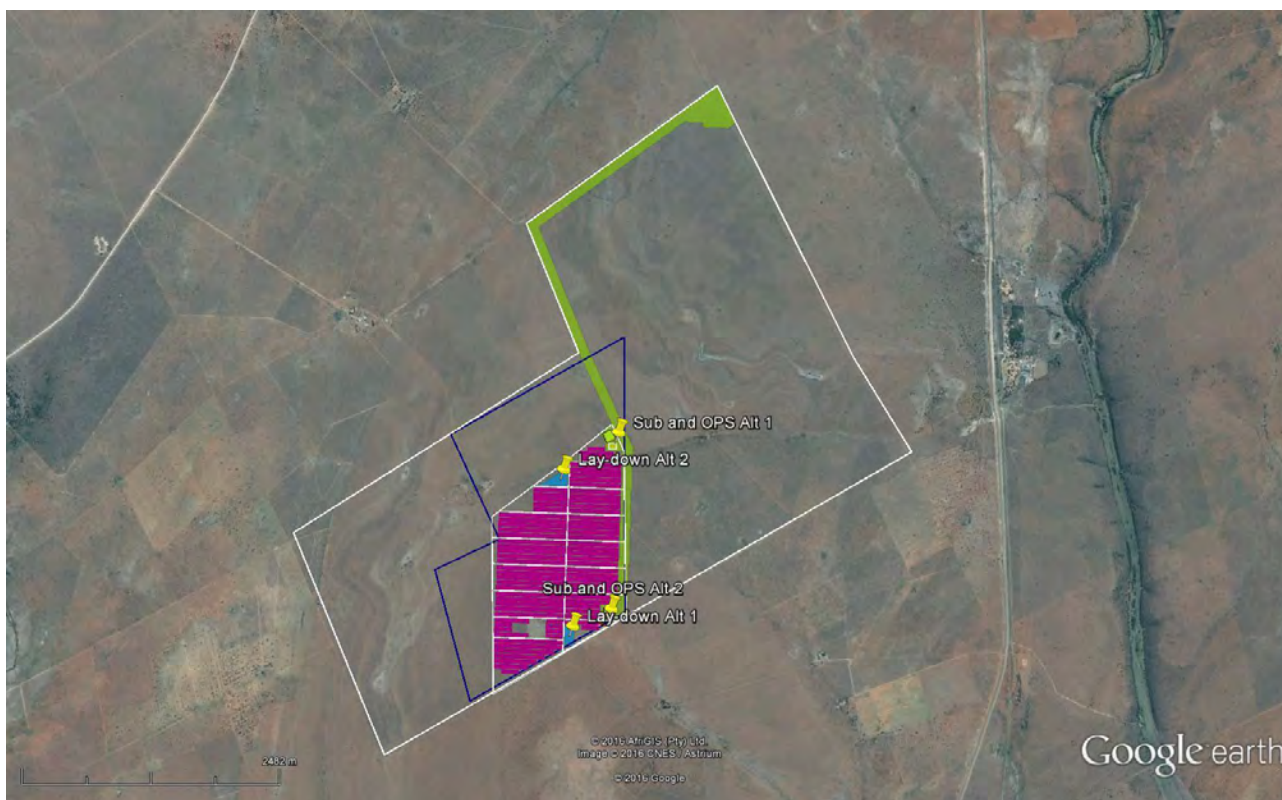 Sub and OPS Alt 1
Lay-down Alt 2
Sub and OPS Alt 2
Lay-down Alt 1
© 2016 AfriGIS (Pty) Ltd.
Image © 2016 CNES / Astrium
© 2016 Google
2482 m
Google earth